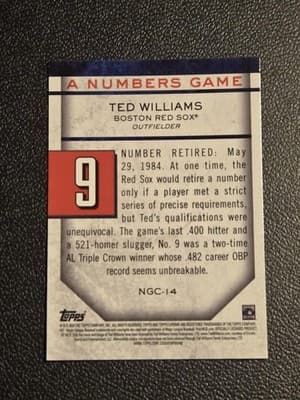 A NUMBERS GAME
TED WILLIAMS
BOSTON RED SOX®
OUTFIELDER
9
NUMBER RETIRED: May
29, 1984. At one time, the
Red Sox would retire a number
only if a player met a strict
series of precise requirements,
but Ted's qualifications were
unequivocal. The game's last .400 hitter and
a 521-homer slugger, No. 9 was a two-time
AL Triple Crown winner whose .482 career OBP
record seems unbreakable.
NGC-14
Topps